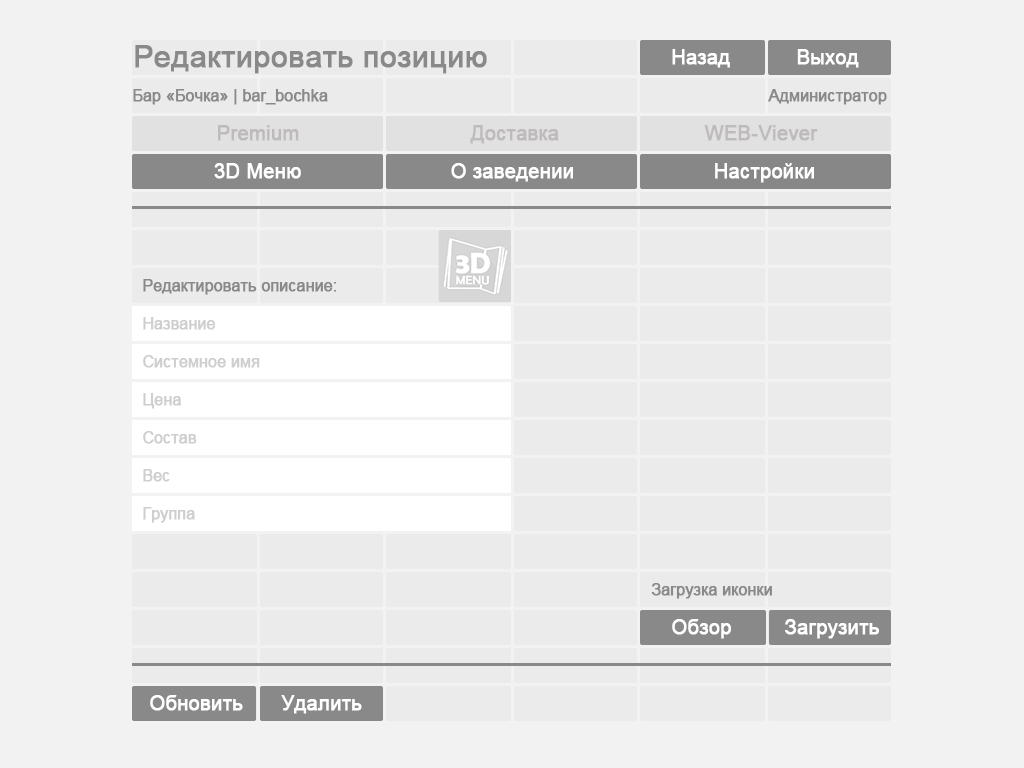 Редактировать позицию
Назад
Выход
Бар «Бочка» | bar_bochka
Администратор
Premium
Доставка
WEB-Viever
3D Меню
О заведении
Настройки
3D
MENU
Редактировать описание:
Название
Системное имя
Цена
Состав
Вес
Группа
Загрузка иконки
Обзор
Загрузить
Обновить
Удалить